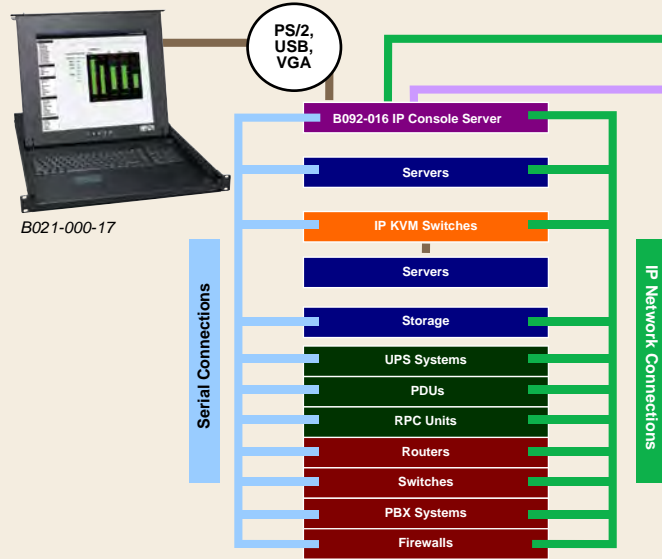 PS/2,
USB,
VGA
B021-000-17
B092-016 IP Console Server
Servers
IP KVM Switches
Servers
Storage
UPS Systems
PDUs
RPC Units
Routers
Switches
PBX Systems
Firewalls
Serial Connections
IP Network Connections